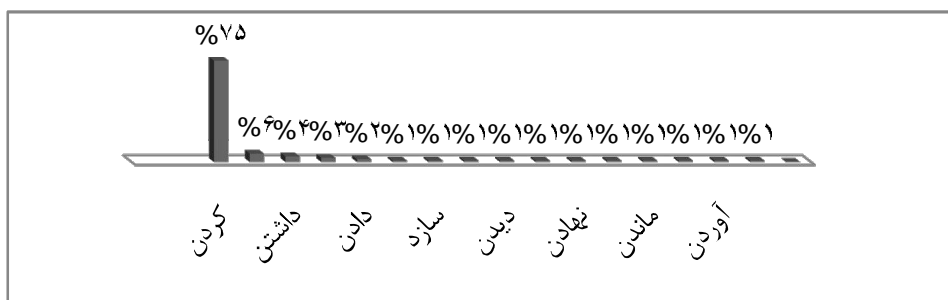 %۷۵
%۶ %۴ %۳ %۲ %۱ %۱ %۱ %۱ %۱ %۱ %۱ %۱ %۱ %۱ %۱
کردن داشتن دادن سازد دیدن نهادن ماندن آوردن